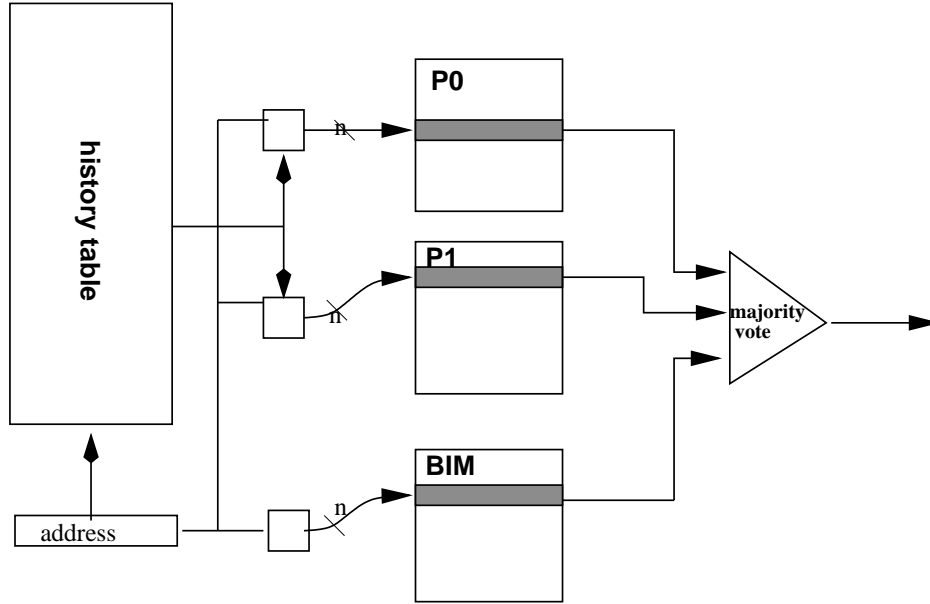 P0
n
history table
P1
n
majority
vote
BIM
n
address